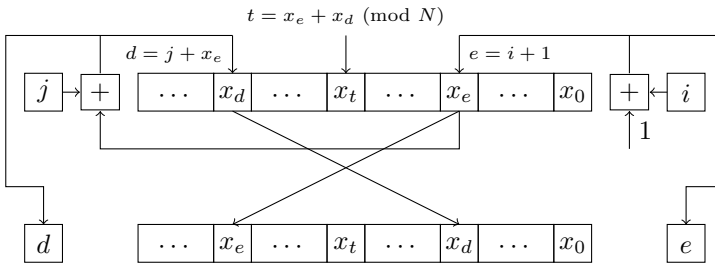 t = x_e + x_d (mod N)
d = j + x_e e = i + 1
j + … x_d … x_t … x_e … x_0 + i
1
d … x_e … x_t … x_d … x_0 e